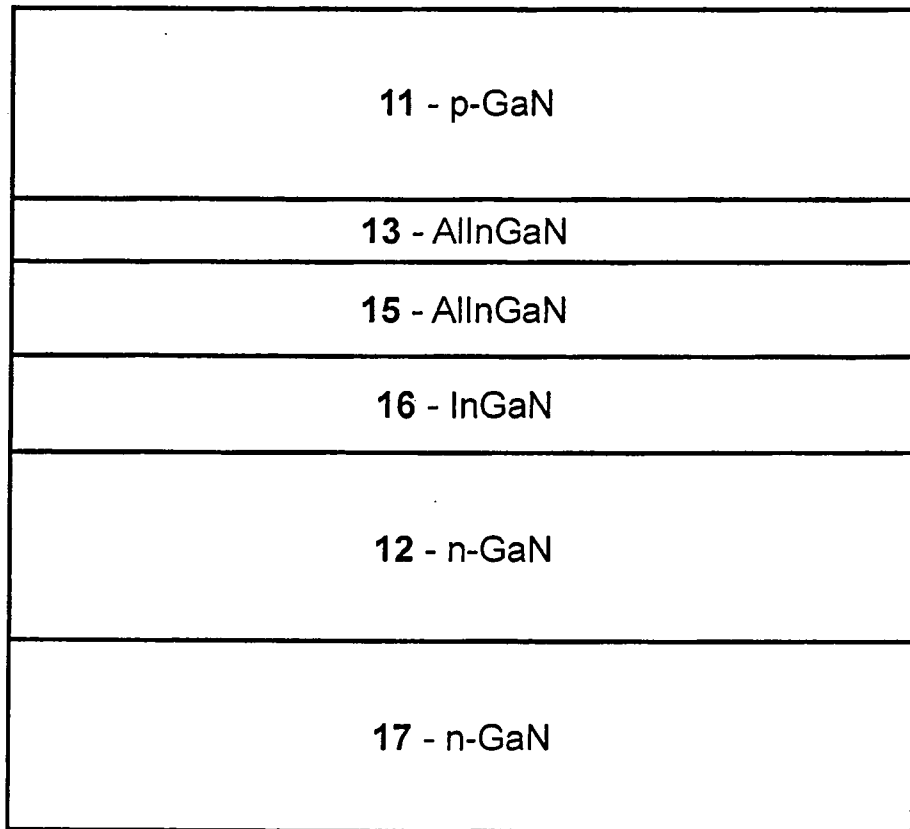 11 - p-GaN
13 - AlInGaN
15 - AlInGaN
16 - InGaN
12 - n-GaN
17 - n-GaN